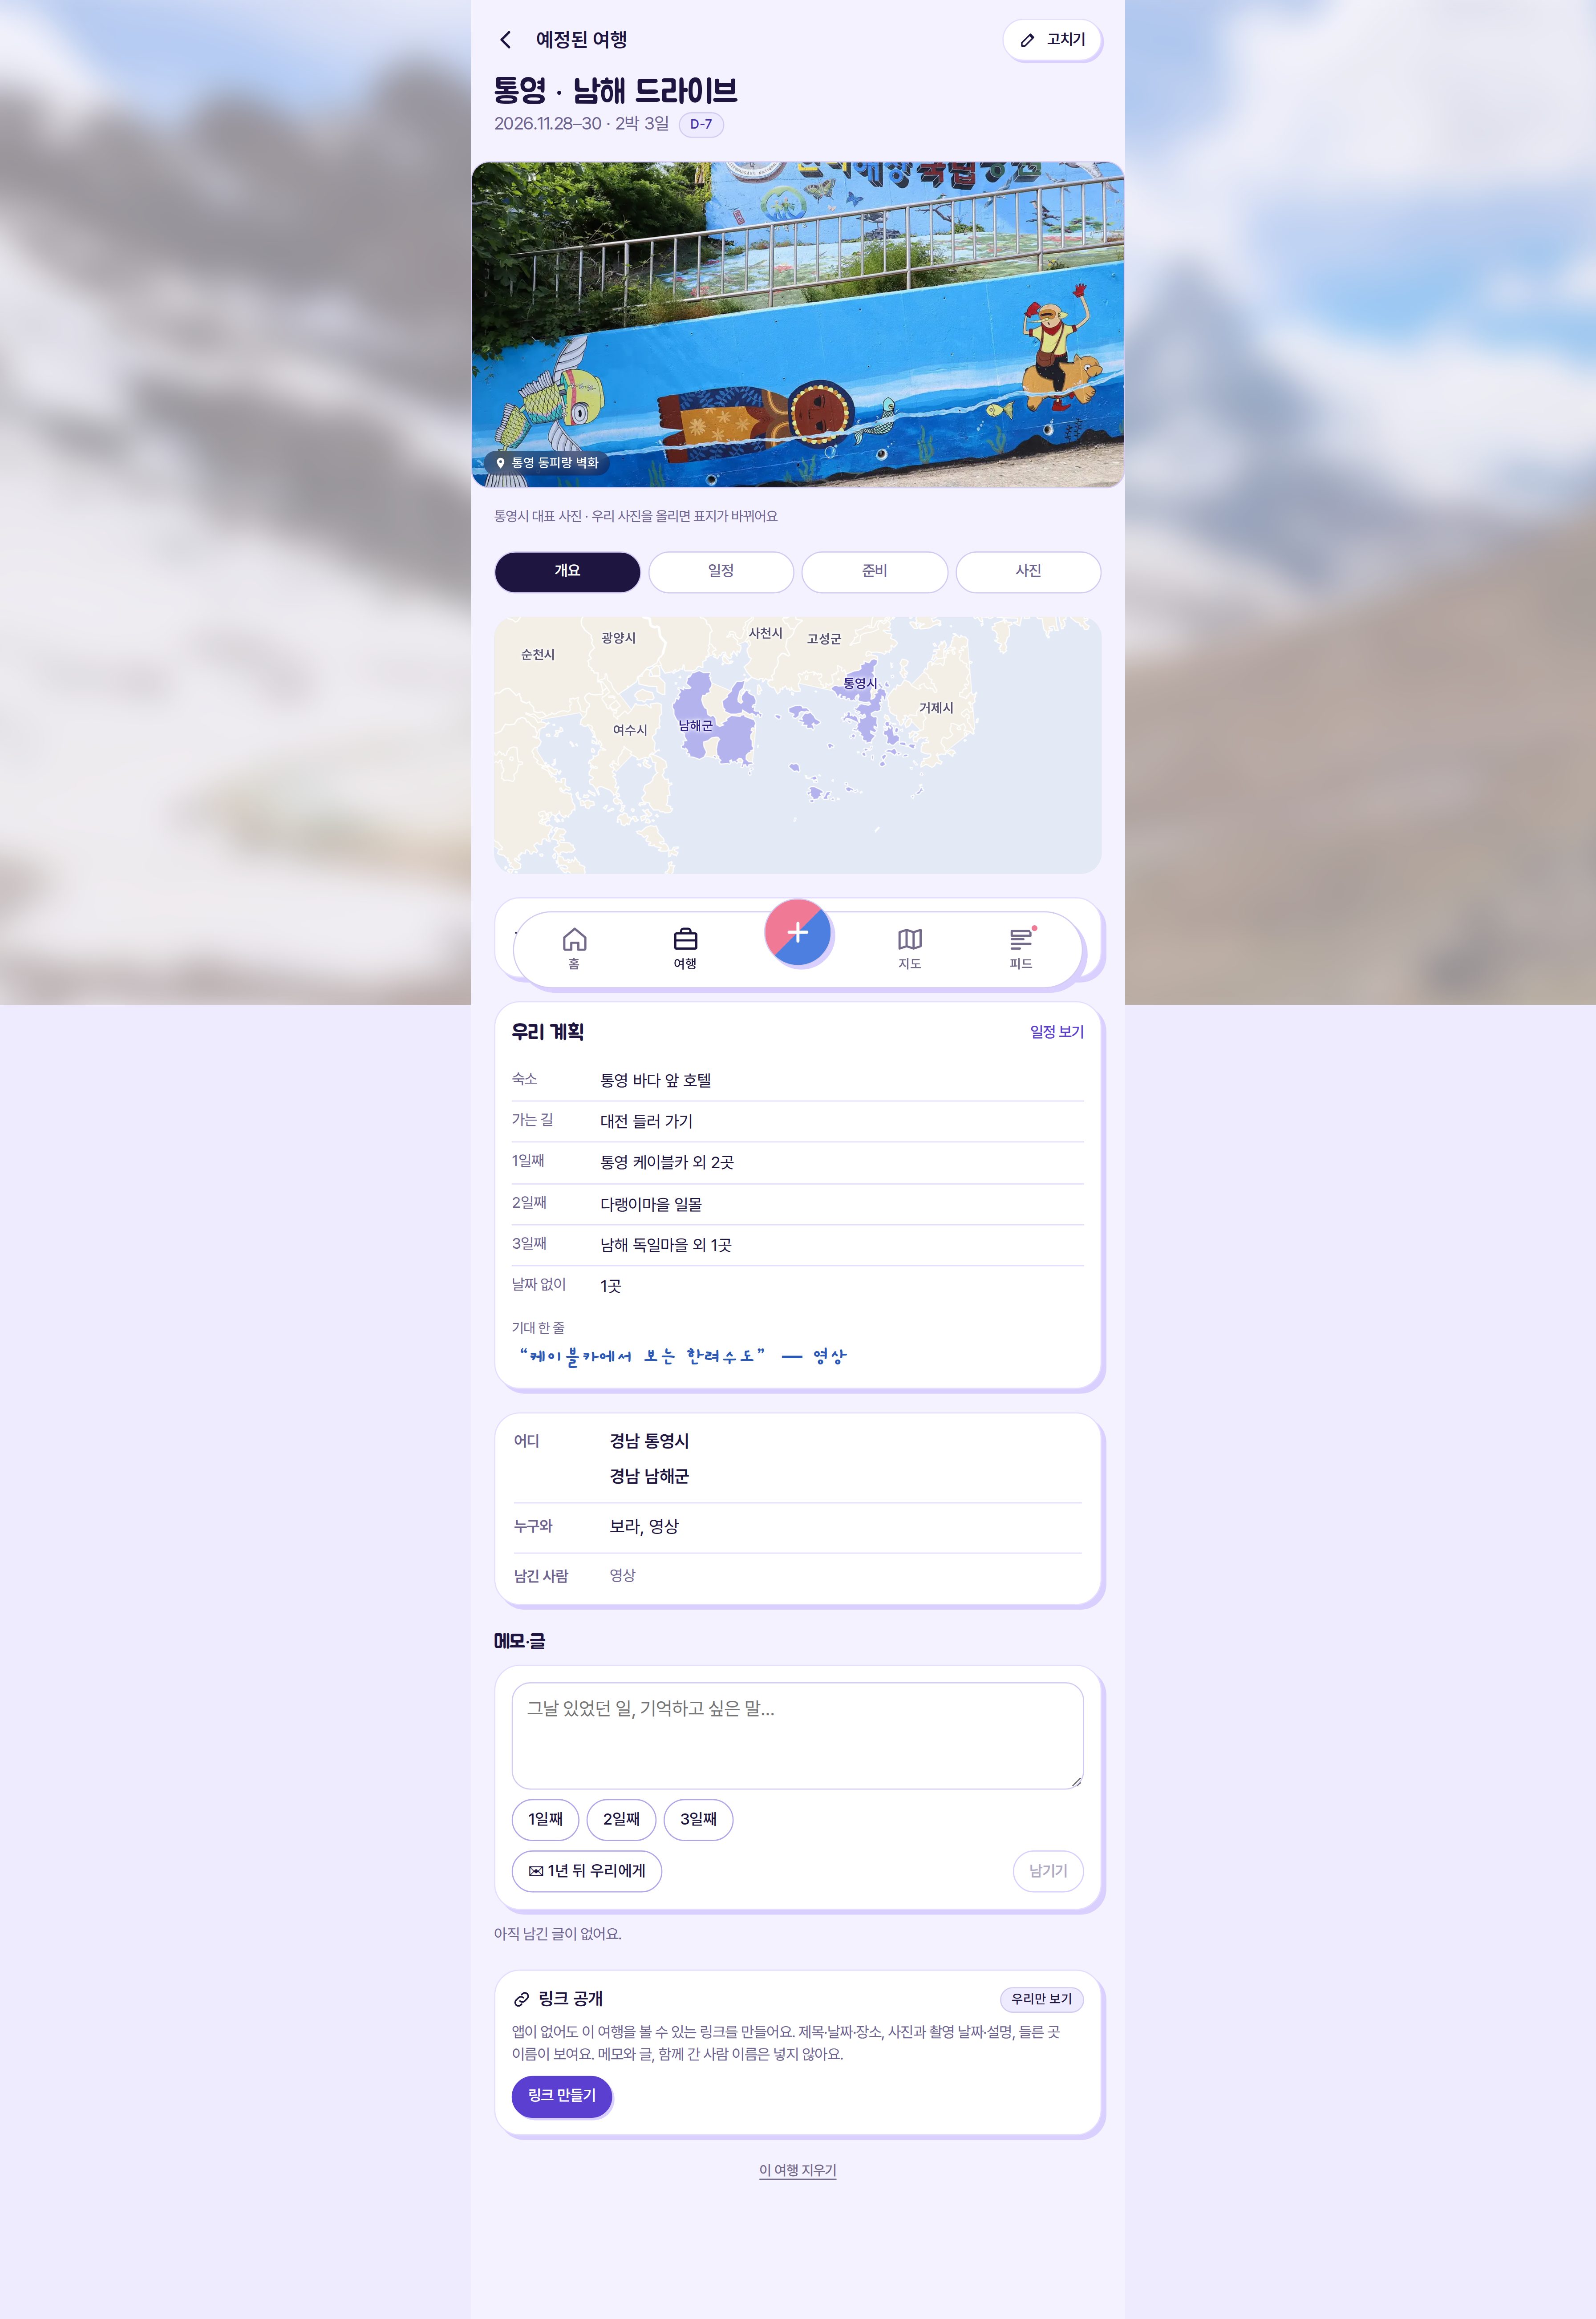 예정된 여행
고치기
통영 · 남해 드라이브
2026.11.28–30 · 2박 3일
D-7
통영 동피랑 벽화
통영시 대표 사진 · 우리 사진을 올리면 표지가 바뀌어요
개요
일정
준비
사진
순천시
광양시
사천시
고성군
통영시
거제시
여수시
남해군
홈
여행
지도
피드
우리 계획
일정 보기
숙소
통영 바다 앞 호텔
가는 길
대전 들러 가기
1일째
통영 케이블카 외 2곳
2일째
다랭이마을 일몰
3일째
남해 독일마을 외 1곳
날짜 없이
1곳
기대 한 줄
“케이블카에서 보는 한려수도” — 영상
어디
경남 통영시
경남 남해군
누구와
보라, 영상
남긴 사람
영상
메모·글
그날 있었던 일, 기억하고 싶은 말...
1일째
2일째
3일째
✉ 1년 뒤 우리에게
남기기
아직 남긴 글이 없어요.
링크 공개
우리만 보기
앱이 없어도 이 여행을 볼 수 있는 링크를 만들어요. 제목·날짜·장소, 사진과 촬영 날짜·설명, 들른 곳
이름이 보여요. 메모와 글, 함께 간 사람 이름은 넣지 않아요.
링크 만들기
이 여행 지우기